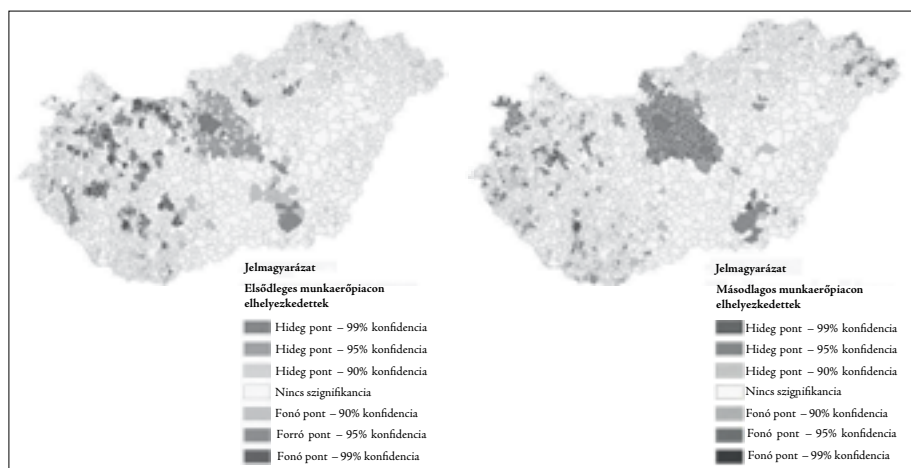 Jelmagyarázat
Elsődleges munkaerőpiacon
elhelyezkedettek
Hideg pont – 99% konfidencia
Hideg pont – 95% konfidencia
Hideg pont – 90% konfidencia
Nincs szignifikancia
Fonó pont – 90% konfidencia
Forró pont – 95% konfidencia
Fonó pont – 99% konfidencia
Jelmagyarázat
Másodlagos munkaerőpiacon
elhelyezkedettek
Hideg pont – 99% konfidencia
Hideg pont – 95% konfidencia
Hideg pont – 90% konfidencia
Nincs szignifikancia
Fonó pont – 90% konfidencia
Fonó pont – 95% konfidencia
Fonó pont – 99% konfidencia